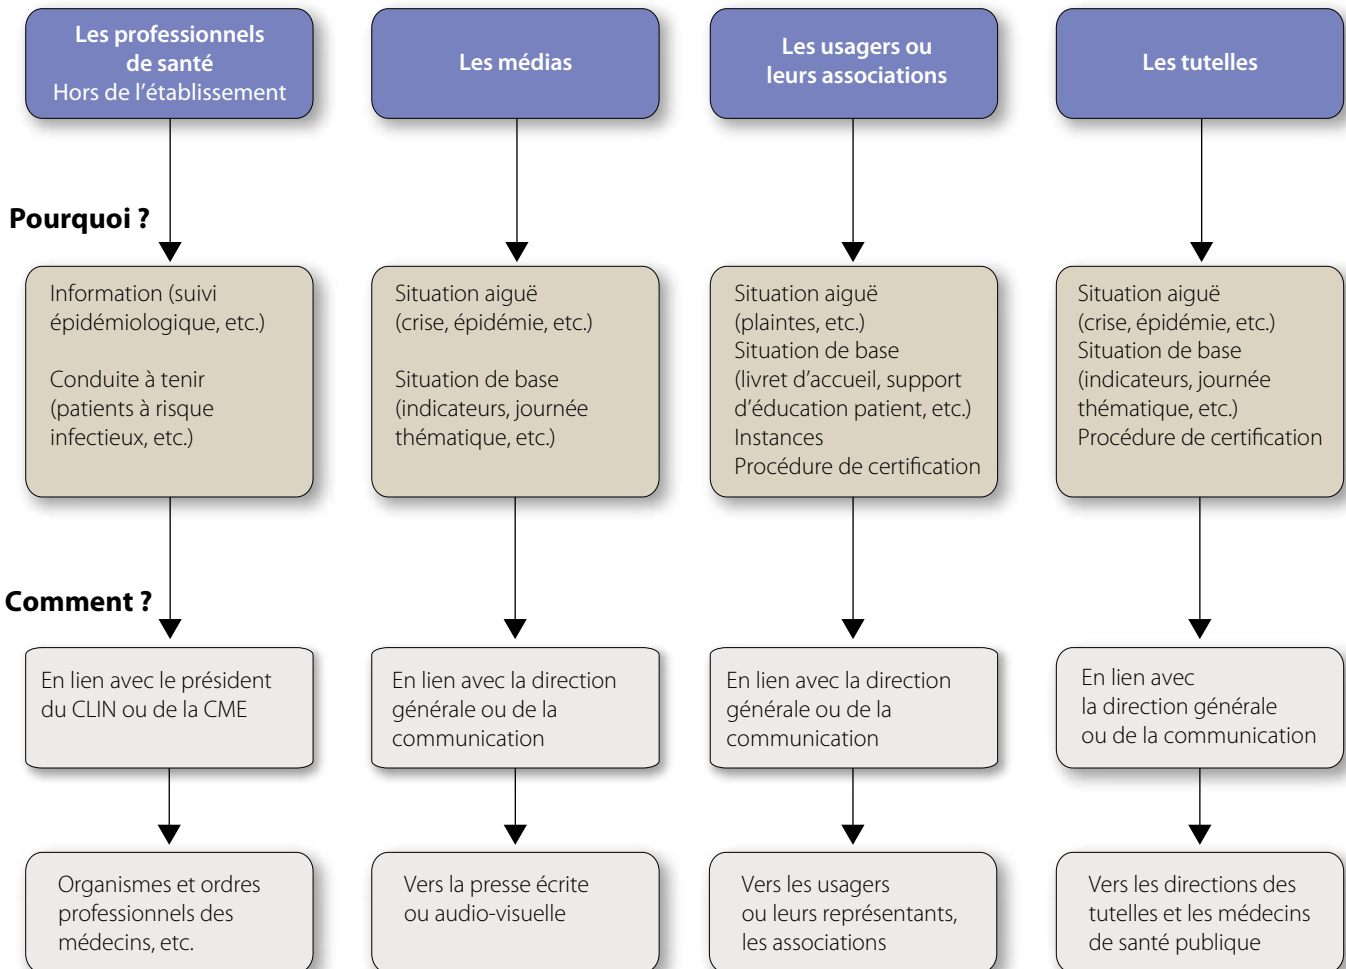 Les professionnels
de santé
Hors de l'établissement
Les médias
Les usagers ou
leurs associations
Les tutelles
Pourquoi ?
Information (suivi
épidémiologique, etc.)
Conduite à tenir
(patients à risque
infectieux, etc.)
Situation aiguë
(crise, épidémie, etc.)
Situation de base
(indicateurs, journée
thématique, etc.)
Situation aiguë
(plaintes, etc.)
Situation de base
(livret d'accueil, support
d'éducation patient, etc.)
Instances
Procédure de certification
Situation aiguë
(crise, épidémie, etc.)
Situation de base
(indicateurs, journée
thématique, etc.)
Procédure de certification
Comment ?
En lien avec le président
du CLIN ou de la CME
En lien avec la direction
générale ou de la
communication
En lien avec la direction
générale ou de la
communication
En lien avec
la direction générale
ou de la communication
Organismes et ordres
professionnels des
médecins, etc.
Vers la presse écrite
ou audio-visuelle
Vers les usagers
ou leurs représentants,
les associations
Vers les directions des
tutelles et les médecins
de santé publique